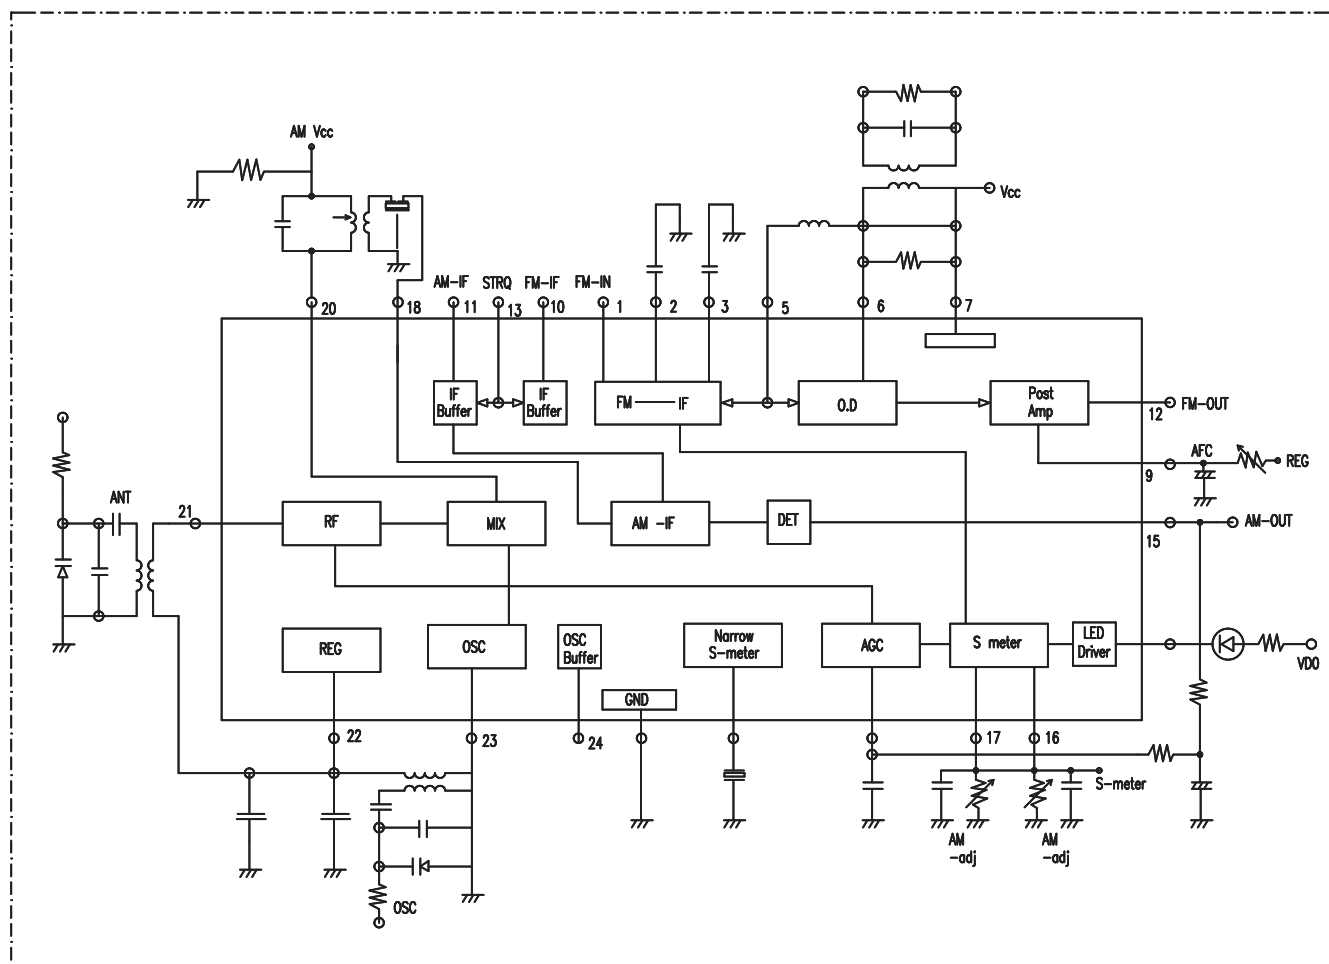 AM Vcc
Vcc
AM-IF
STRQ
FM-IF
FM-IN
20
18
11
13
10
1
2
3
5
6
7
IF
Buffer
IF
Buffer
FM
IF
O.D
Post
Amp
12
FM-OUT
AFC
REG
9
ANT
21
RF
MIX
AM -IF
DET
AM-OUT
15
REG
OSC
OSC
Buffer
Narrow
S-meter
AGC
S meter
LED
Driver
VDO
GND
22
23
24
17
16
S-meter
AM
-adj
AM
-adj
OSC